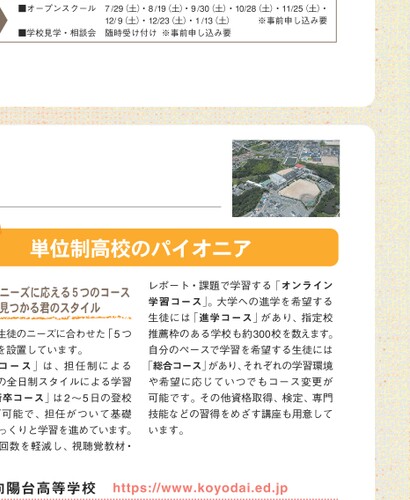 ■オープンスクール 7/29（土）・8/19（土）・9/30（土）・10/28（土）・11/25（土）・
12/9（土）・12/23（土）・1/13（土） ※事前申し込み要
■学校見学・相談会 随時受け付け ※事前申し込み要
単位制高校のパイオニア
ニーズに応える5つのコース
見つかる君のスタイル
生徒のニーズに合わせた「5つ
を設置しています。
コース」は、担任制による
の全日制スタイルによる学習
卒コース」は2〜5日の登校
可能で、担任がついて基礎
っくりと学習を進めています。
回数を軽減し、視聴覚教材・
レポート・課題で学習する「オンライン
学習コース」。大学への進学を希望する
生徒には「進学コース」があり、指定校
推薦枠のある学校も約300校を数えます。
自分のペースで学習を希望する生徒には
「総合コース」があり、それぞれの学習環境
や希望に応じていつでもコース変更が
可能です。その他資格取得、検定、専門
技能などの習得をめざす講座も用意して
います。
向陽台高等学校 https://www.koyodai.ed.jp